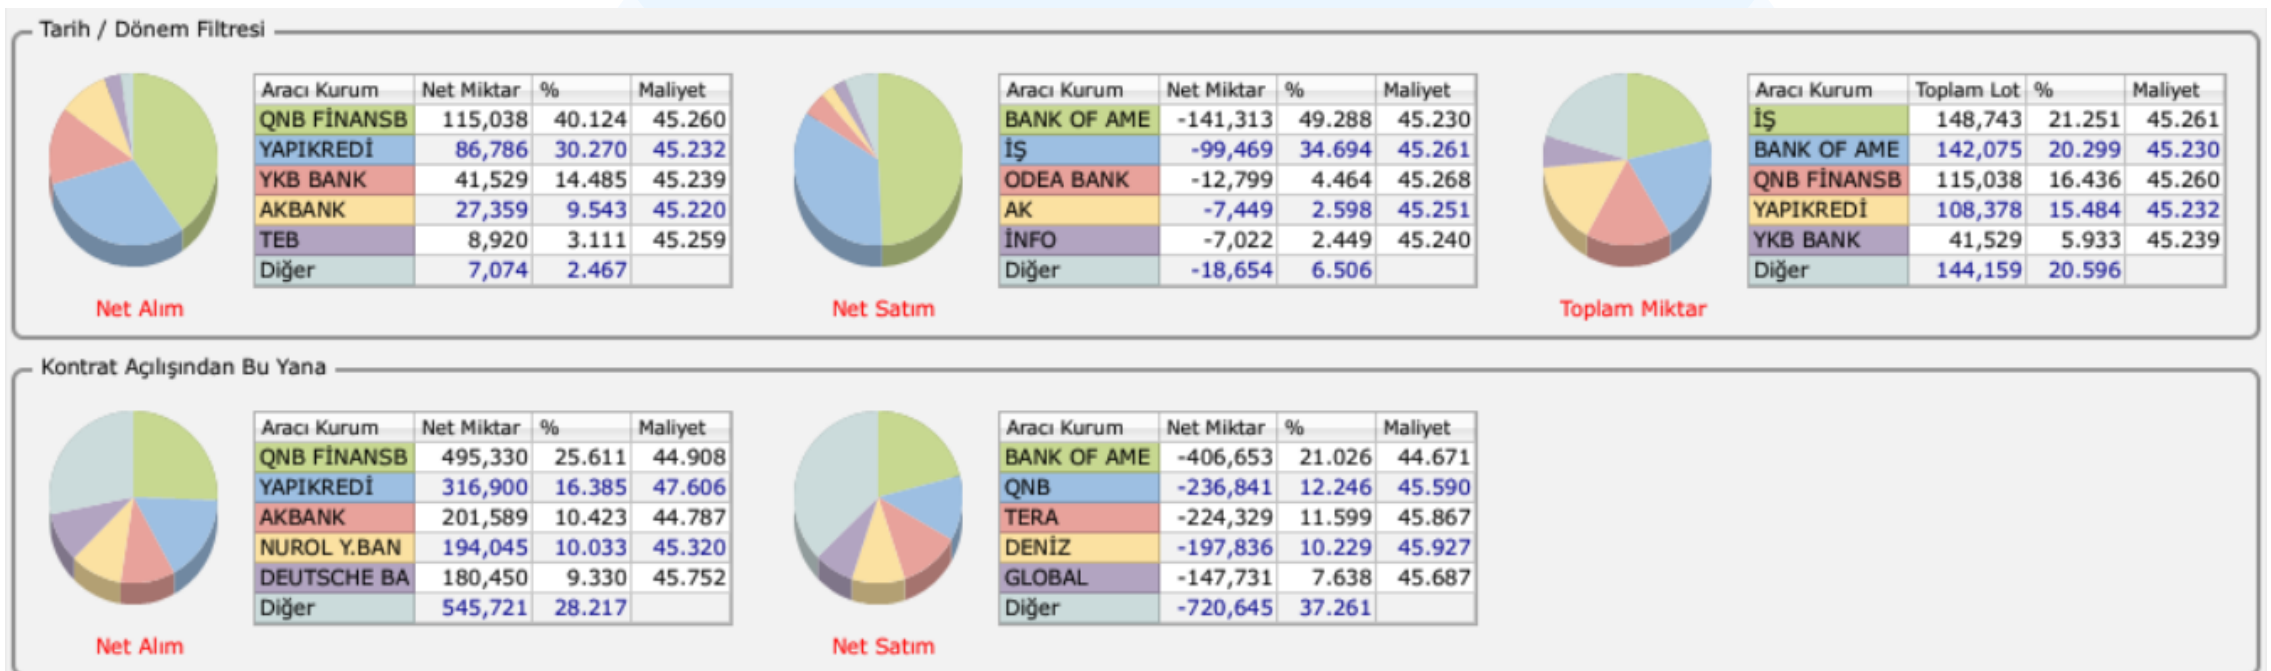 Tarih / Dönem Filtresi
Aracı Kurum Net Miktar % Maliyet
QNB FİNANSB 115,038 40.124 45.260
YAPIKREDİ 86,786 30.270 45.232
YKB BANK 41,529 14.485 45.239
AKBANK 27,359 9.543 45.220
TEB 8,920 3.111 45.259
Diğer 7,074 2.467
Net Alım
Aracı Kurum Net Miktar % Maliyet
BANK OF AME -141,313 49.288 45.230
İŞ -99,469 34.694 45.261
ODEA BANK -12,799 4.464 45.268
AK -7,449 2.598 45.251
İNFO -7,022 2.449 45.240
Diğer -18,654 6.506
Net Satım
Aracı Kurum Toplam Lot % Maliyet
İŞ 148,743 21.251 45.261
BANK OF AME 142,075 20.299 45.230
QNB FİNANSB 115,038 16.436 45.260
YAPIKREDİ 108,378 15.484 45.232
YKB BANK 41,529 5.933 45.239
Diğer 144,159 20.596
Toplam Miktar
Kontrat Açılışından Bu Yana
Aracı Kurum Net Miktar % Maliyet
QNB FİNANSB 495,330 25.611 44.908
YAPIKREDİ 316,900 16.385 47.606
AKBANK 201,589 10.423 44.787
NUROL Y.BAN 194,045 10.033 45.320
DEUTSCHE BA 180,450 9.330 45.752
Diğer 545,721 28.217
Net Alım
Aracı Kurum Net Miktar % Maliyet
BANK OF AME -406,653 21.026 44.671
QNB -236,841 12.246 45.590
TERA -224,329 11.599 45.867
DENİZ -197,836 10.229 45.927
GLOBAL -147,731 7.638 45.687
Diğer -720,645 37.261
Net Satım